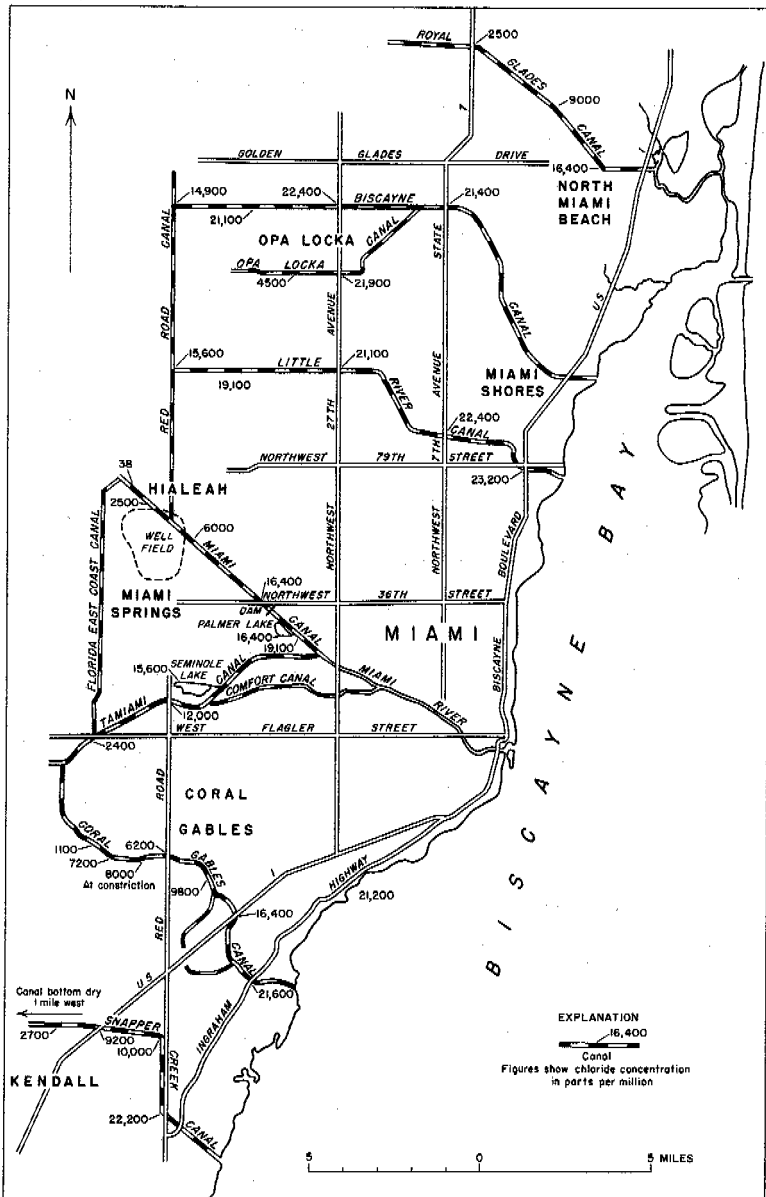 ROYAL
2500
GLADES
9000
CANAL
16,400
NORTH
MIAMI
BEACH
N
7
GOLDEN GLADES DRIVE
14,900
22,400
BISCAYNE
21,400
21,100
CANAL
OPA LOCKA
CANAL
STATE
OPA LOCKA
4500
21,900
CANAL
U S
AVENUE
ROAD
15,600
LITTLE
21,100
19,100
RIVER
MIAMI
SHORES
AVENUE
27TH
RED
22,400
CANAL
7TH
NORTHWEST 79TH STREET
23,200
38
HIALEAH
2500
6000
WELL
FIELD
MIAMI
NORTHWEST
NORTHWEST
BOULEVARD
FLORIDA EAST COAST CANAL
MIAMI
SPRINGS
16,400
NORTHWEST 36TH STREET
DAM
PALMER LAKE
CANAL
16,400
MIAMI
19,100
15,600
SEMINOLE
LAKE
CANAL
COMFORT CANAL
MIAMI
RIVER
BISCAYNE
TAMIAMI
12,000
WEST FLAGLER STREET
2400
BISCAYNE BAY
ROAD
CORAL
GABLES
CORAL
1100
7200
6200
8000
At constriction
GABLES
9800
1
HIGHWAY
21,200
16,400
RED
CANAL
U S
21,600
Canal bottom dry
1 mile west
SNAPPER
2700
9200
10,000
INGRAHAM
KENDALL
CREEK
22,200
CANAL
EXPLANATION
16,400
Canal
Figures show chloride concentration
in parts per million
5 0 5 MILES